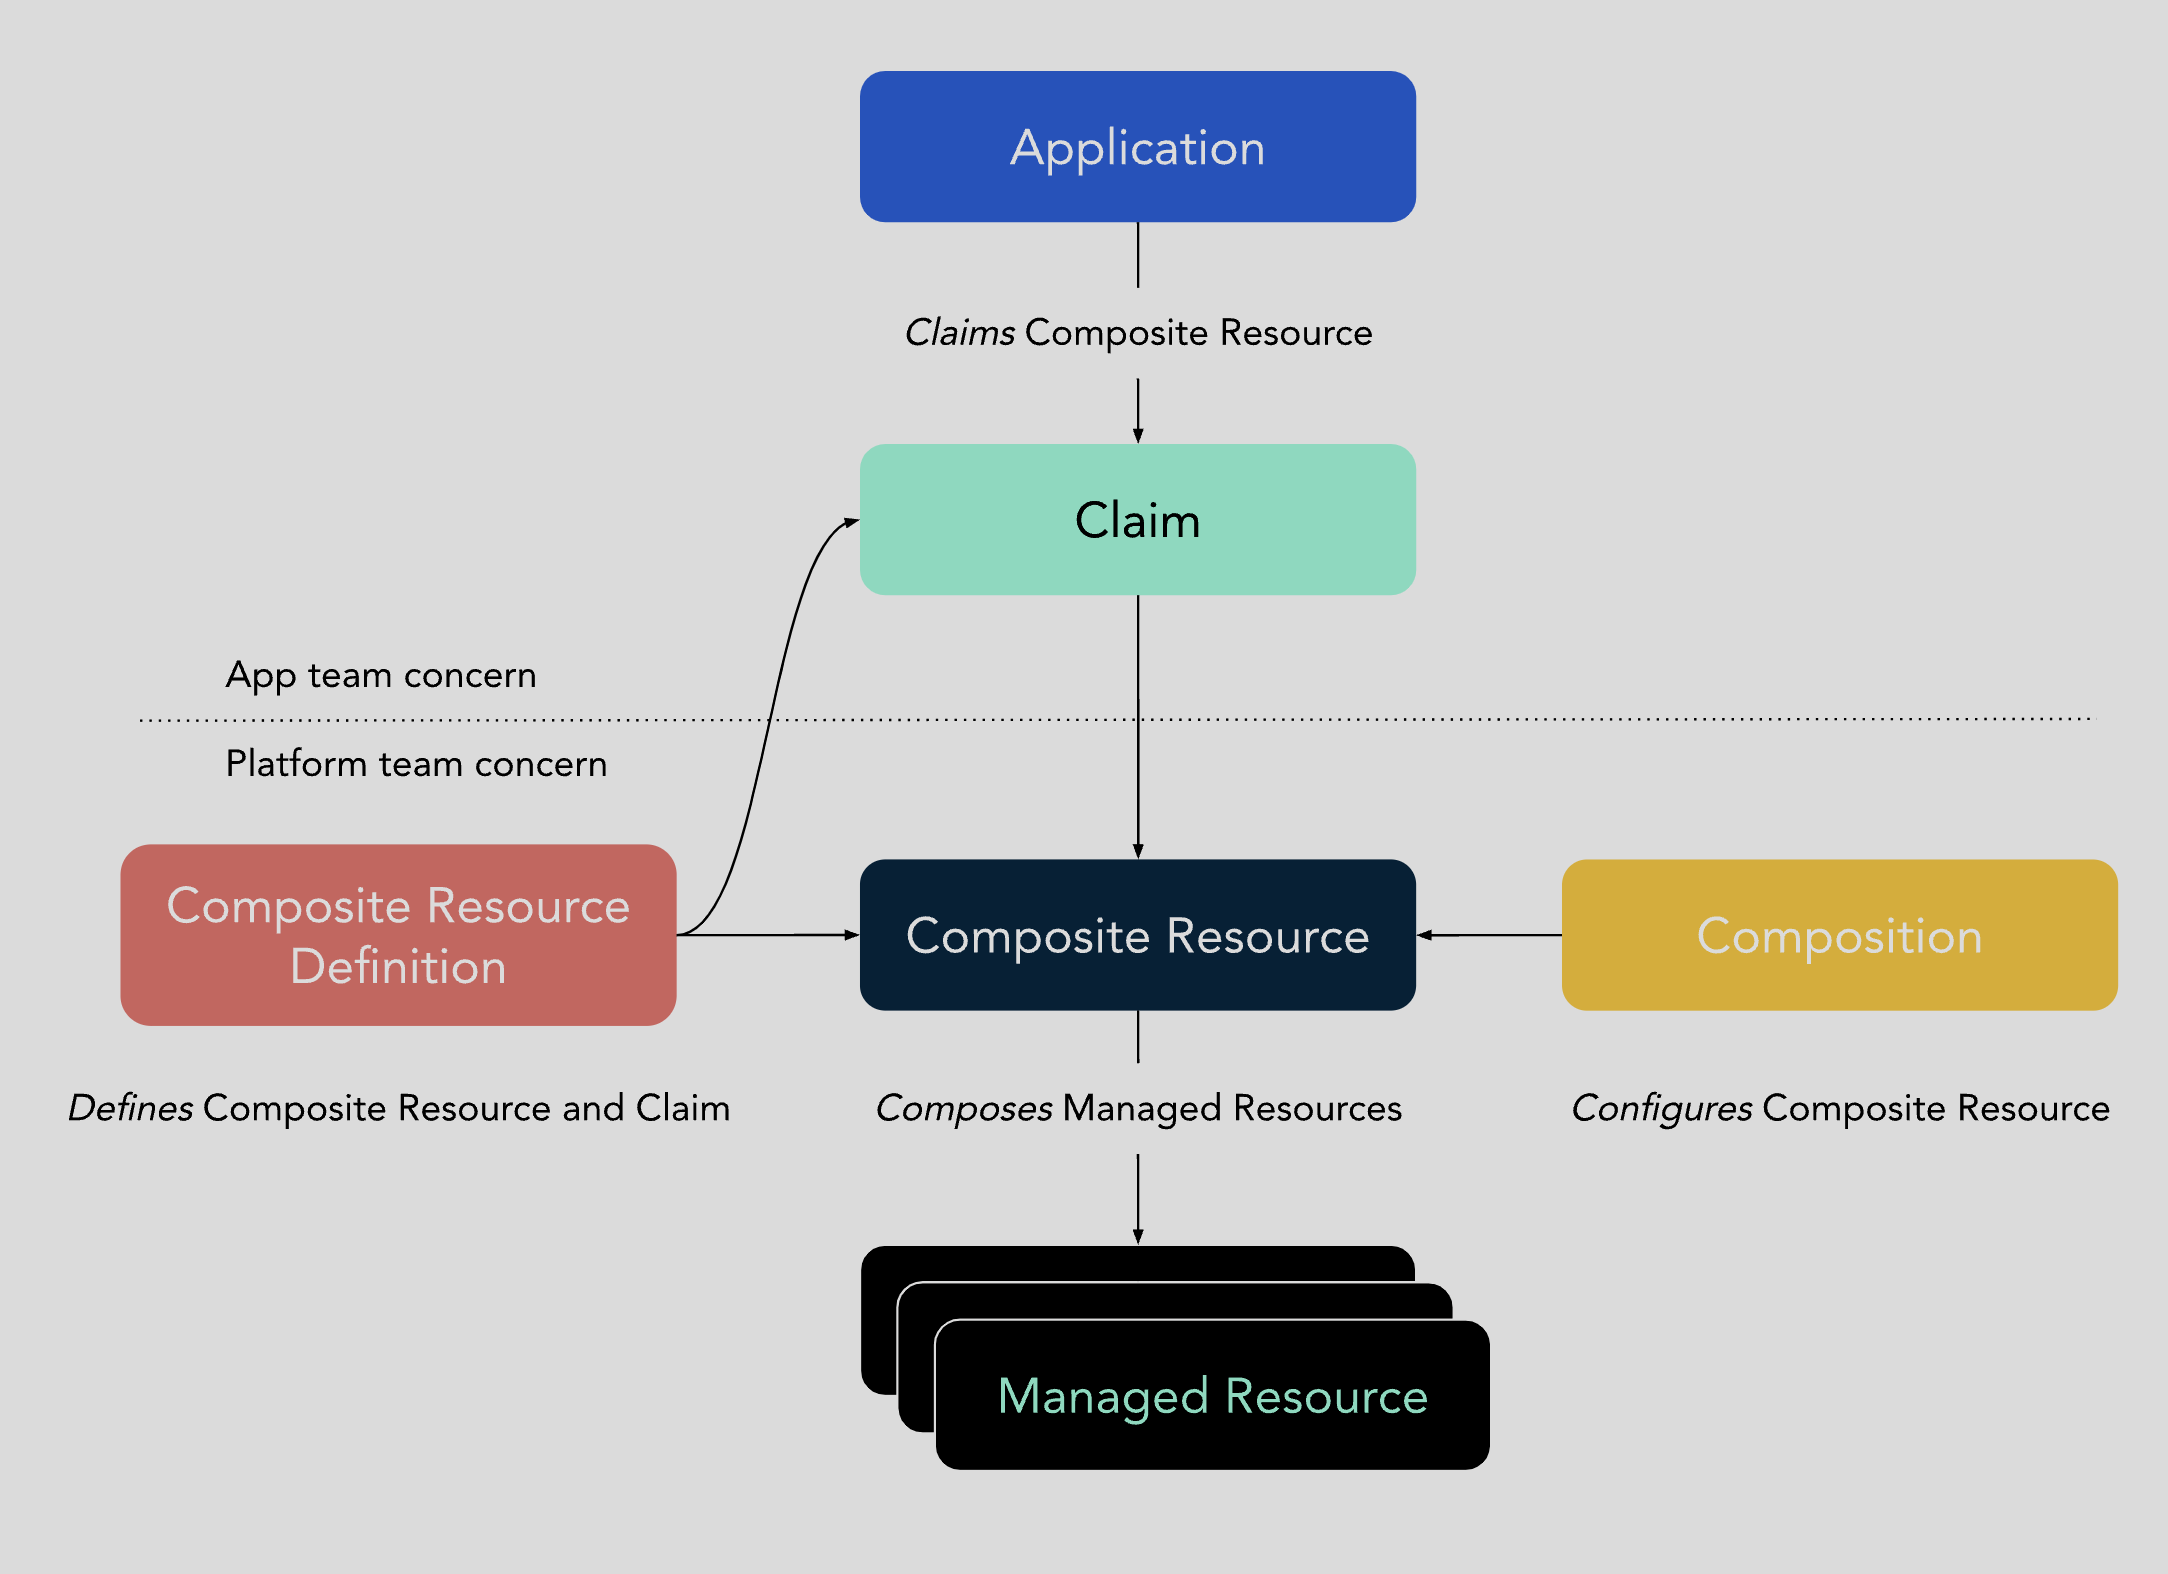 Application
Claims Composite Resource
Claim
App team concern
Platform team concern
Composite Resource
Definition
Composite Resource
Composition
Defines Composite Resource and Claim
Composes Managed Resources
Configures Composite Resource
Managed Resource